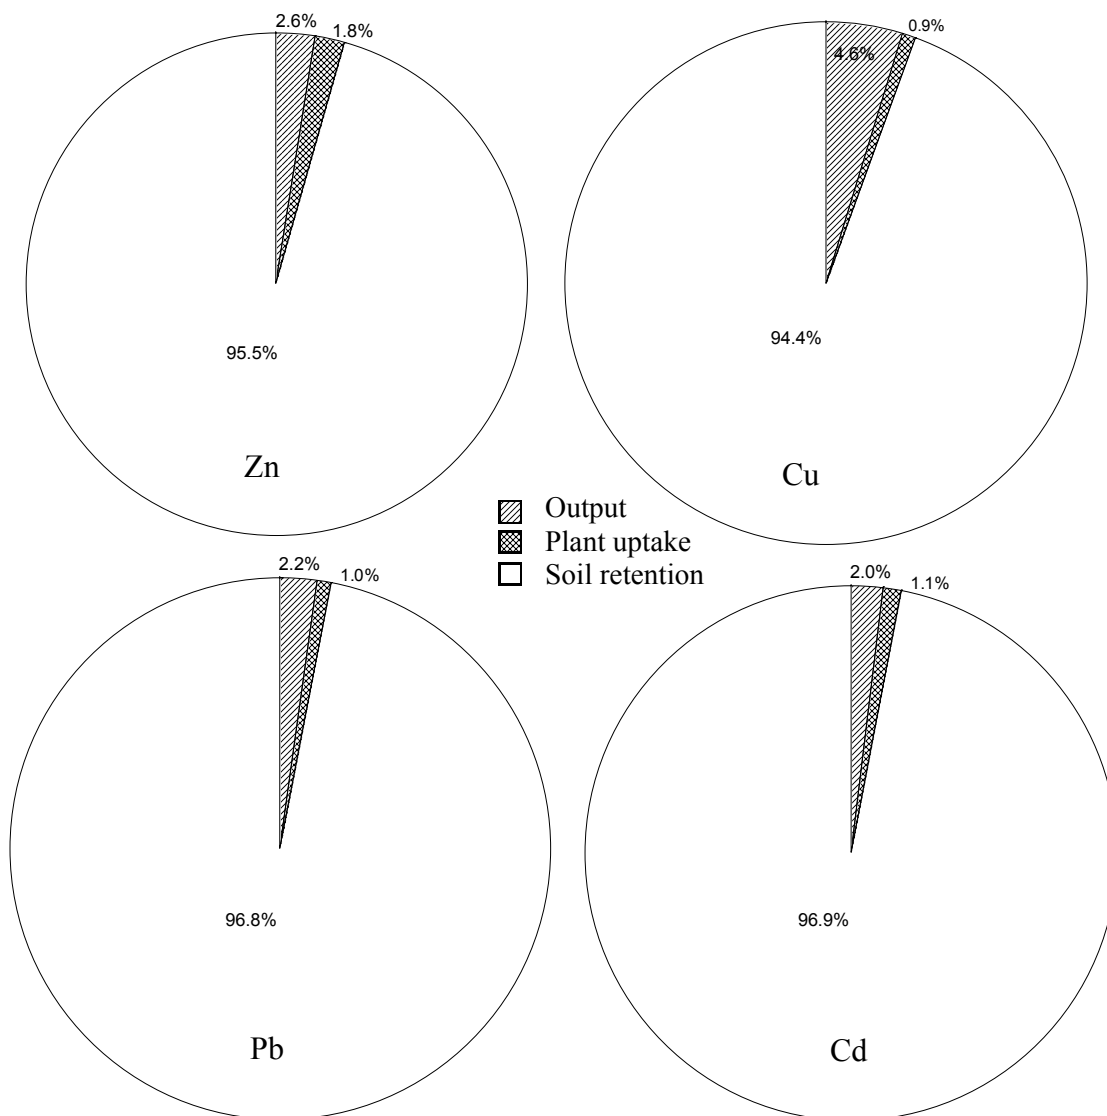 2.6%
1.8%
95.5%
Zn
4.6%
0.9%
94.4%
Cu
Output
Plant uptake
Soil retention
2.2%
1.0%
96.8%
Pb
2.0%
1.1%
96.9%
Cd